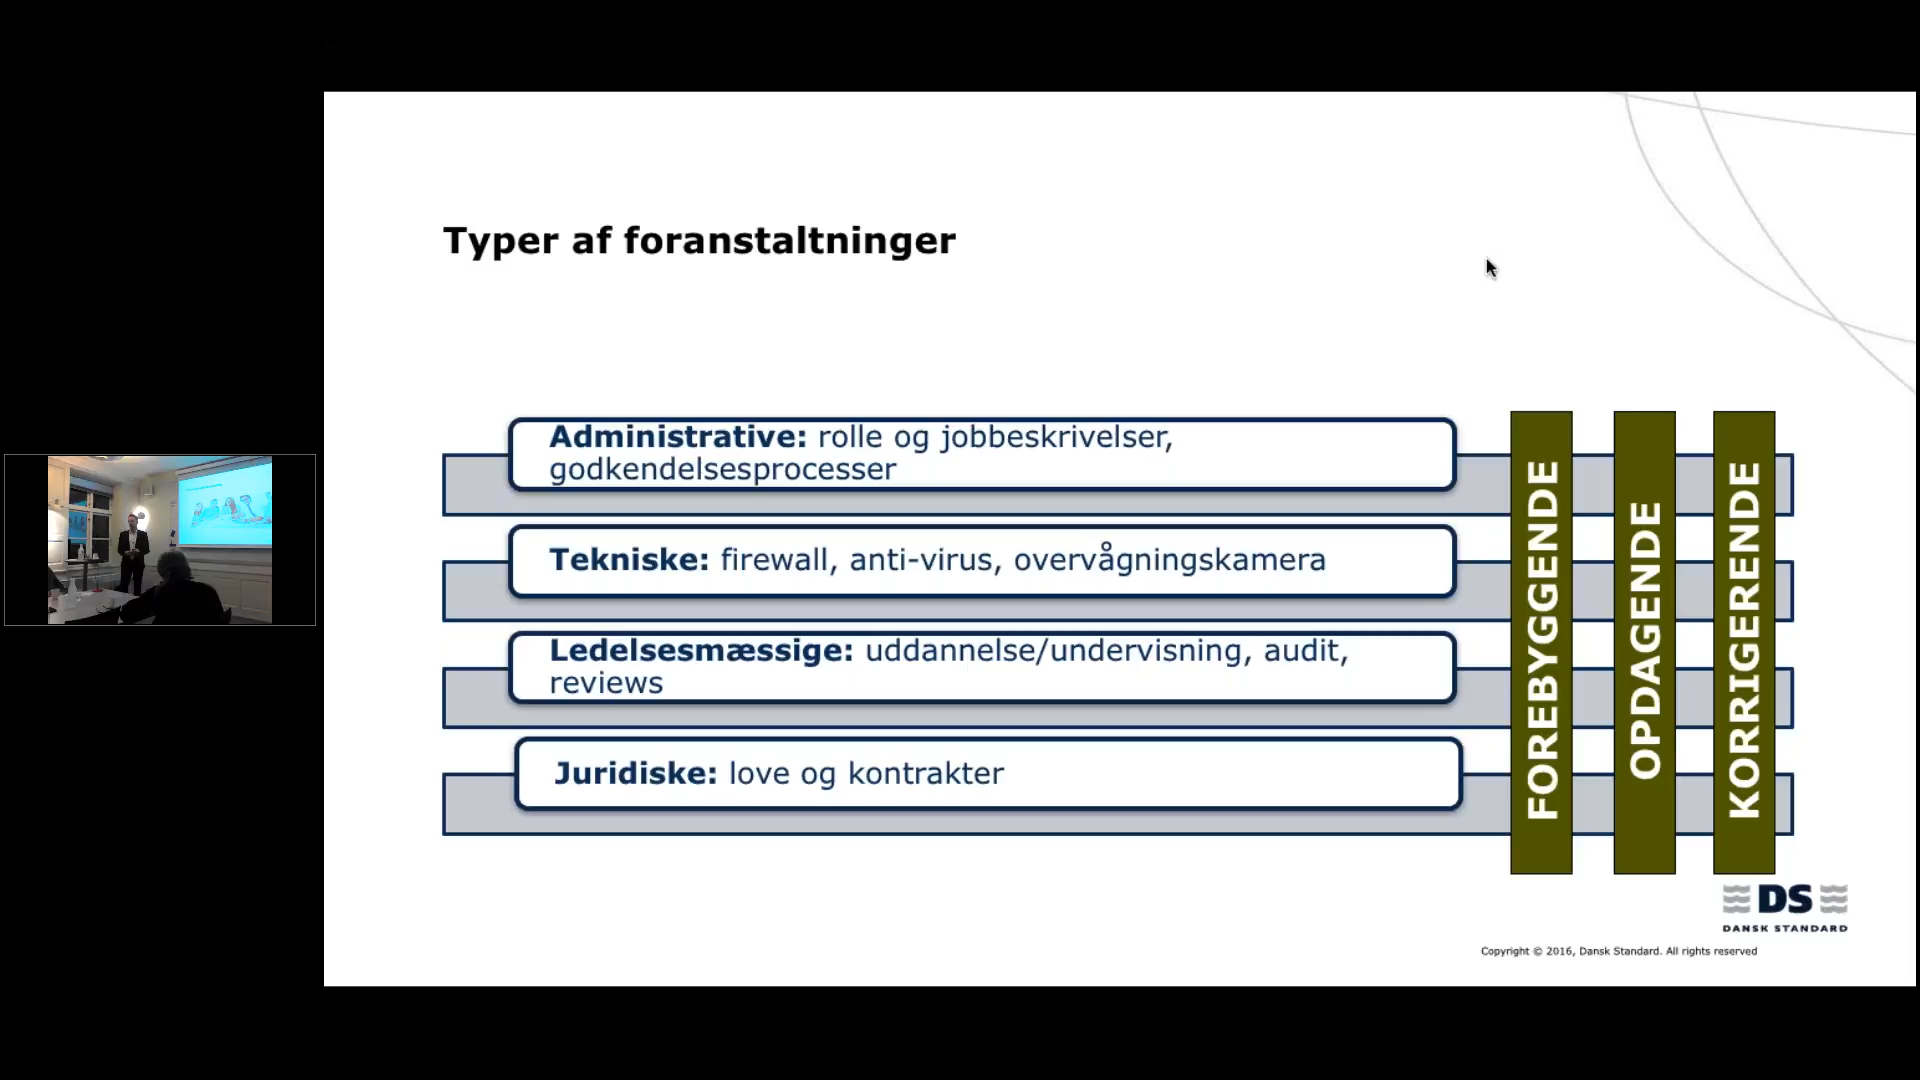 Typer af foranstaltninger
Administrative: rolle og jobbeskrivelser,
godkendelsesprocesser
Tekniske: firewall, anti-virus, overvågningskamera
Ledelsesmæssige: uddannelse/undervisning, audit,
reviews
Juridiske: love og kontrakter
FOREBYGGENDE
OPDAGENDE
KORRIGERENDE
DS
DANSK STANDARD
Copyright © 2016, Dansk Standard. All rights reserved